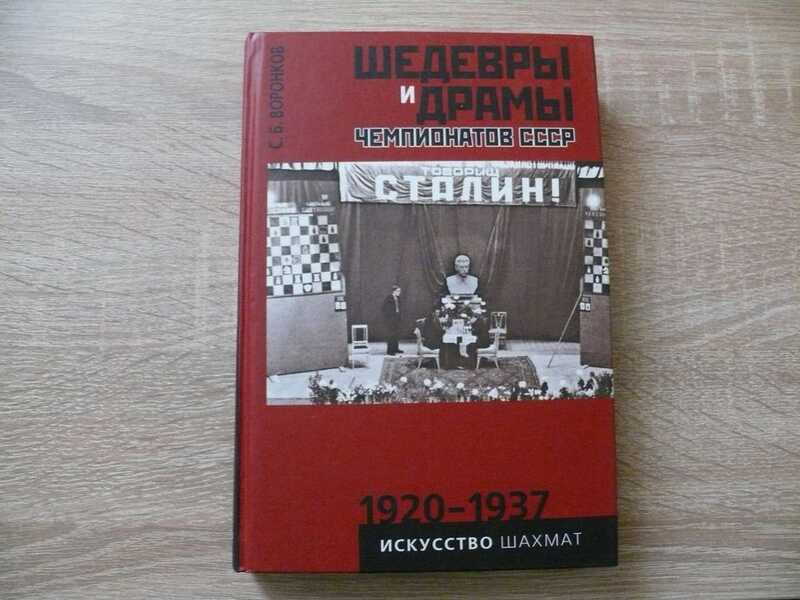 С. Б. ВОРОНКОВ
ШЕДЕВРЫ
И ДРАМЫ
ЧЕМПИОНАТОВ СССР
ТОВАРИЩ
СТАЛИН!
1920–1937
ИСКУССТВО ШАХМАТ